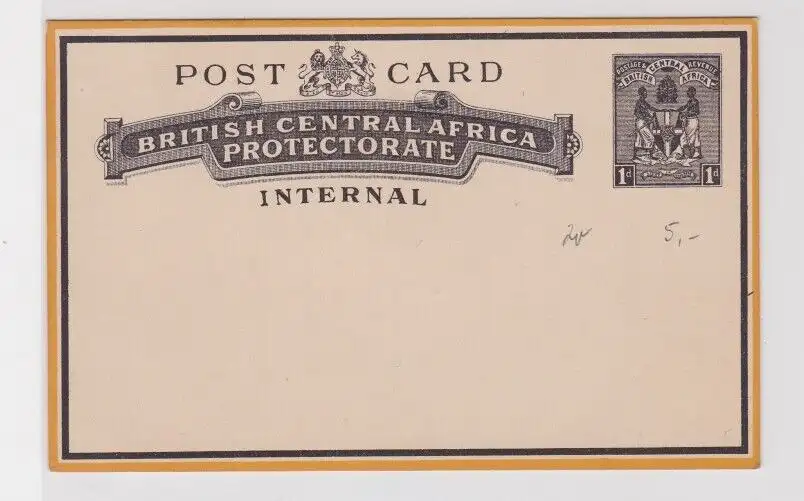 POST CARD
BRITISH CENTRAL AFRICA
PROTECTORATE
INTERNAL
POSTAGE & CENTRAL REVENUE
BRITISH AFRICA
1d 1d
5,-